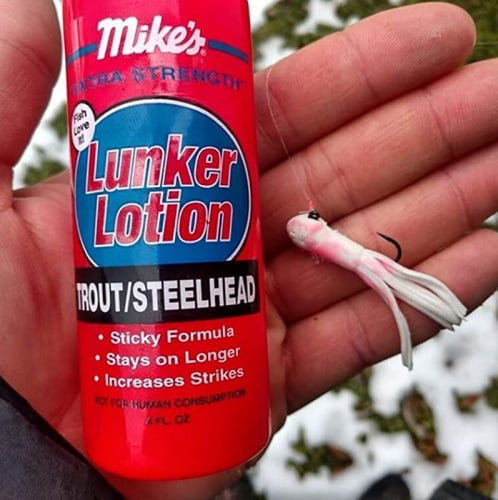 Mike's
EXTRA STRENGTH
Fish
Love
It!
Lunker
Lotion
TROUT/STEELHEAD
• Sticky Formula
• Stays on Longer
• Increases Strikes
NOT FOR HUMAN CONSUMPTION
4 FL. OZ